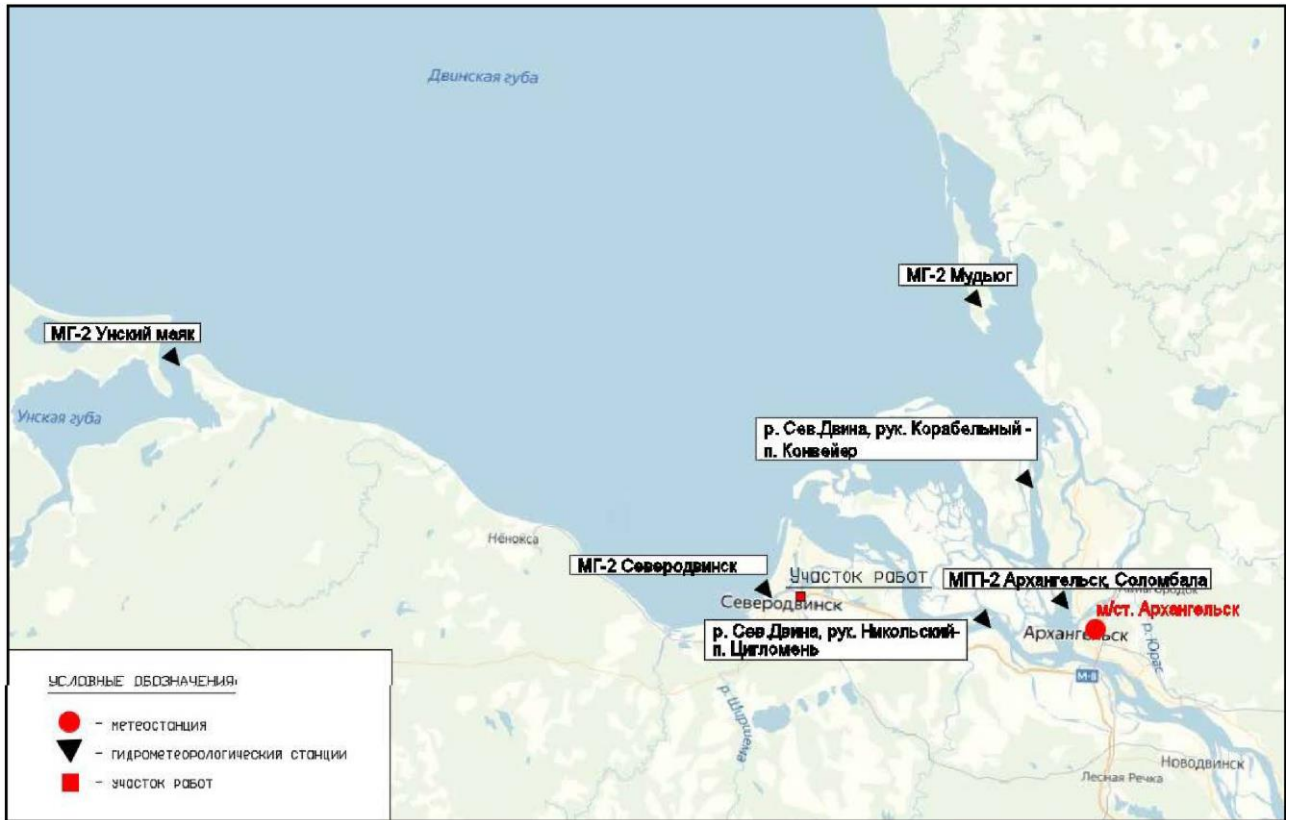 Двинская губа
МГ-2 Мудьюг
МГ-2 Унский маяк
Унская губа
р. Сев.Двина, рук. Корабельный -
п. Конвейер
Нёнокса
МГ-2 Северодвинск
Участок работ
МГП-2 Архангельск, Соломбала
Северодвинск
м/ст. Архангельск
р. Сев.Двина, рук. Никольский-
п. Цигломень
Архангельск
р. Юрас
М-8
р. Ширшема
Новодвинск
Лесная Речка
УСЛОВНЫЕ ОБОЗНАЧЕНИЯ:
- метеостанция
- гидрометеорологический станции
- участок работ